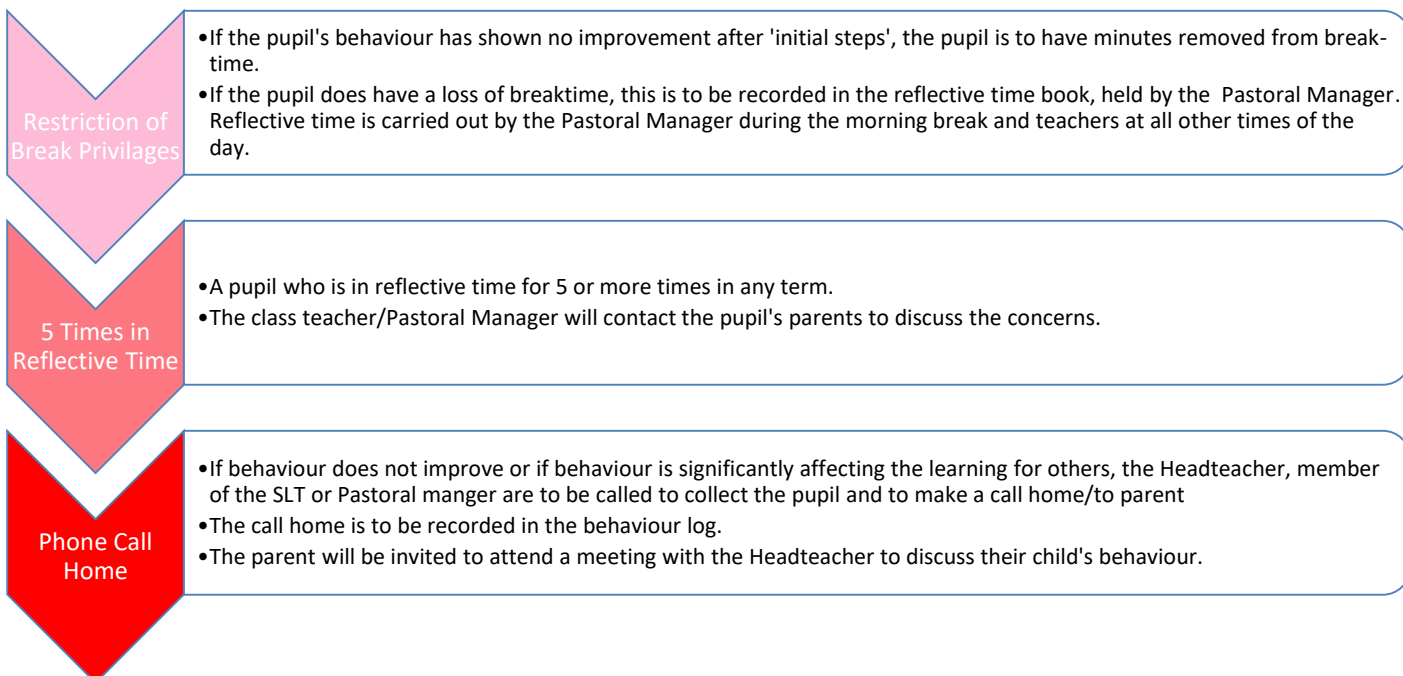 Restriction of
Break Privilages
•If the pupil's behaviour has shown no improvement after 'initial steps', the pupil is to have minutes removed from break-
time.
•If the pupil does have a loss of breaktime, this is to be recorded in the reflective time book, held by the Pastoral Manager.
Reflective time is carried out by the Pastoral Manager during the morning break and teachers at all other times of the
day.
5 Times in
Reflective Time
•A pupil who is in reflective time for 5 or more times in any term.
•The class teacher/Pastoral Manager will contact the pupil's parents to discuss the concerns.
Phone Call
Home
•If behaviour does not improve or if behaviour is significantly affecting the learning for others, the Headteacher, member
of the SLT or Pastoral manger are to be called to collect the pupil and to make a call home/to parent
•The call home is to be recorded in the behaviour log.
•The parent will be invited to attend a meeting with the Headteacher to discuss their child's behaviour.